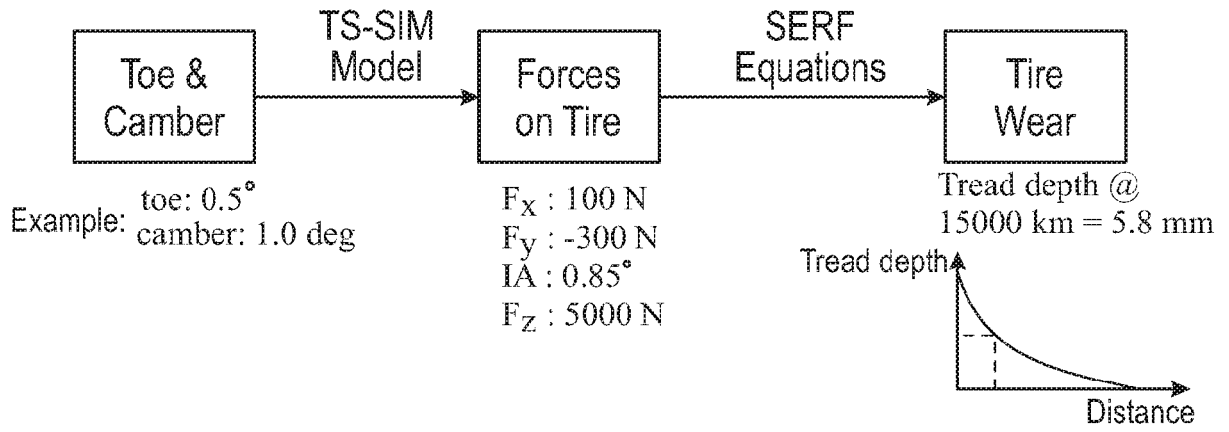 Toe &
Camber
TS-SIM
Model
Forces
on Tire
SERF
Equations
Tire
Wear
Example:
toe: 0.5°
camber: 1.0 deg
Fx : 100 N
Fy : -300 N
IA : 0.85°
Fz : 5000 N
Tread depth @
15000 km = 5.8 mm
Tread depth
Distance